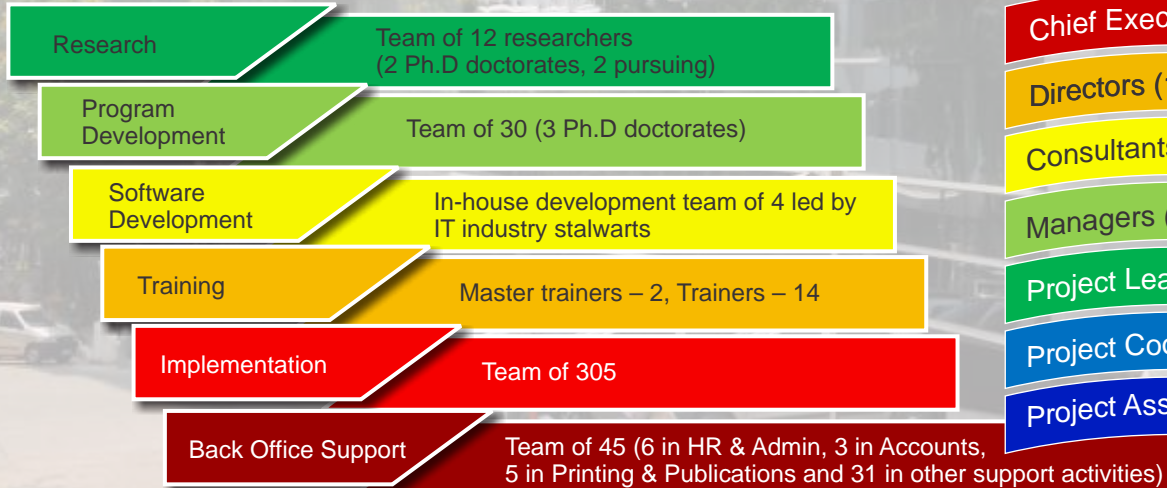 Research
Team of 12 researchers
(2 Ph.D doctorates, 2 pursuing)
Program
Development
Team of 30 (3 Ph.D doctorates)
Software
Development
In-house development team of 4 led by
IT industry stalwarts
Training
Master trainers – 2, Trainers – 14
Implementation
Team of 305
Back Office Support
Team of 45 (6 in HR & Admin, 3 in Accounts,
5 in Printing & Publications and 31 in other support activities)
Chief
Directors (
Consultants
Managers (
Project
Project
Project